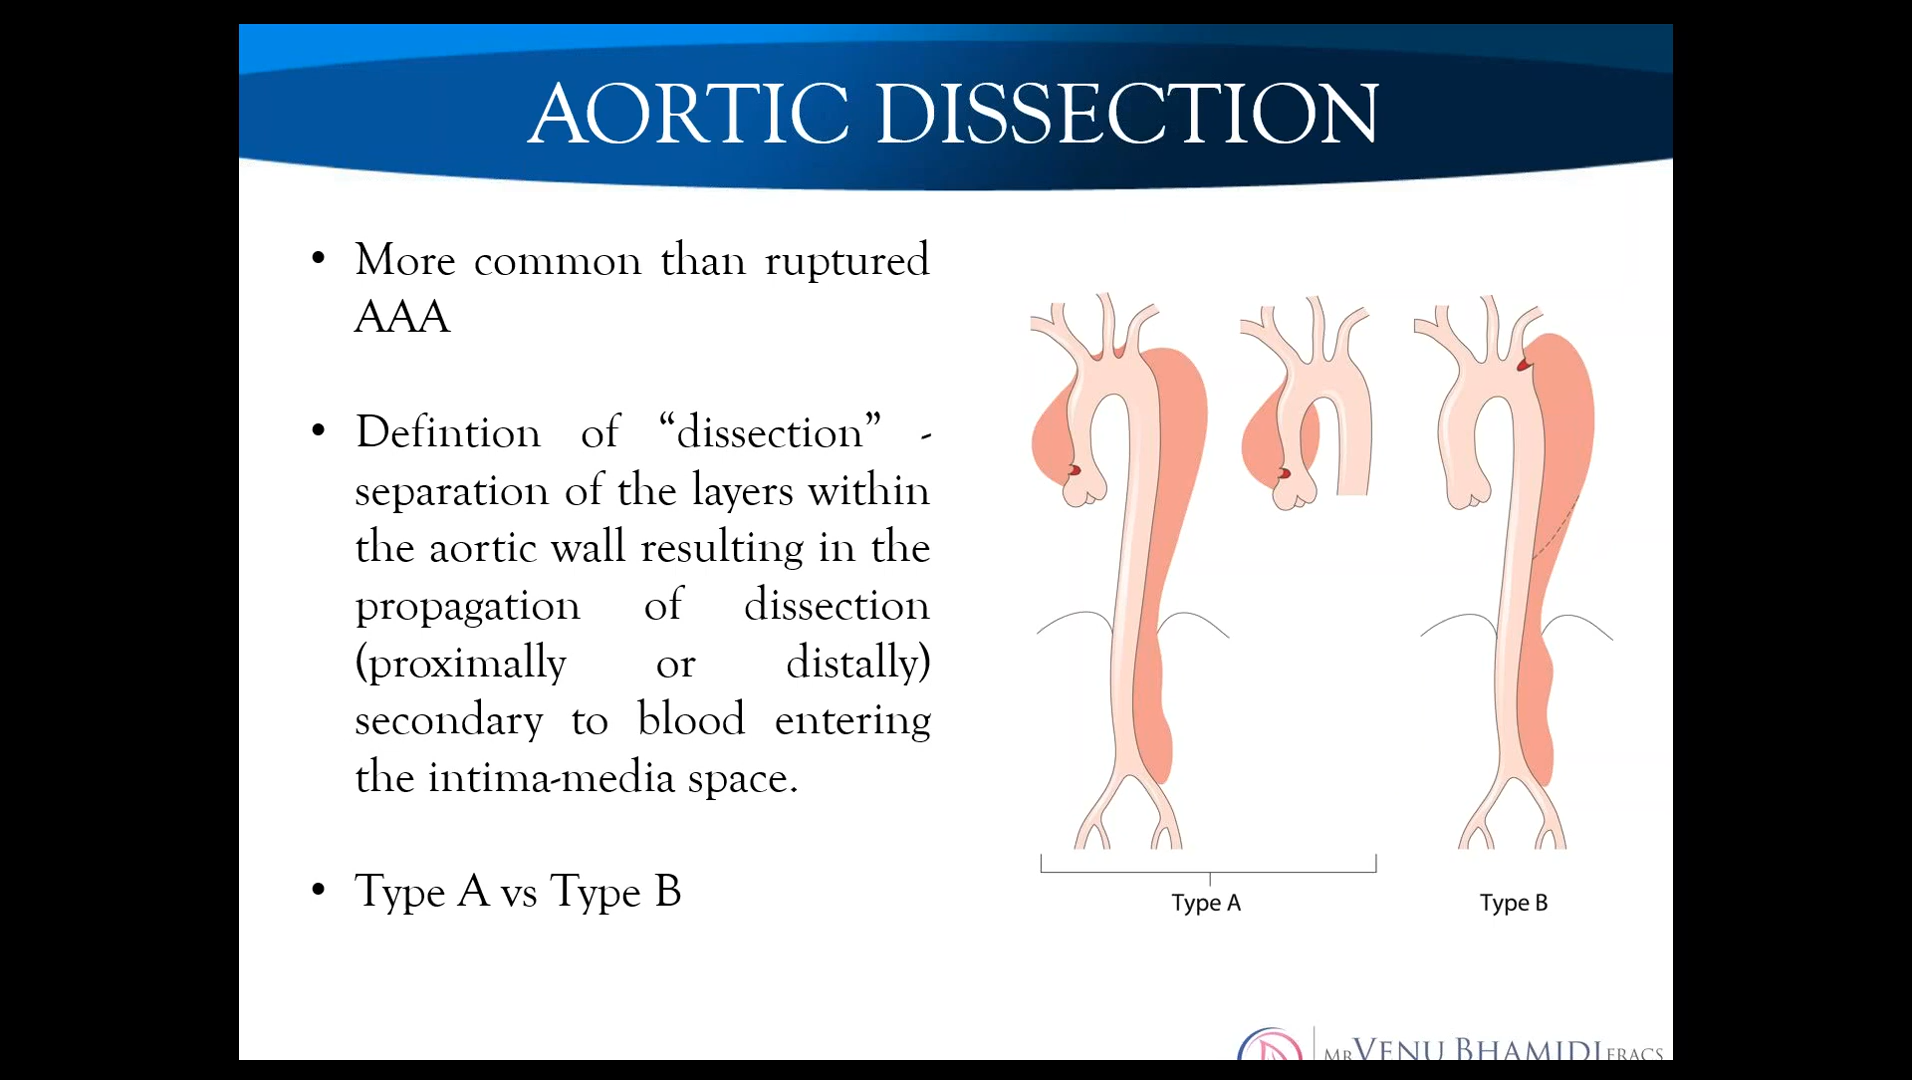 AORTIC DISSECTION
• More common than ruptured
AAA
• Defintion of “dissection” -
separation of the layers within
the aortic wall resulting in the
propagation of dissection
(proximally or distally)
secondary to blood entering
the intima-media space.
• Type A vs Type B
Type A
Type B
MR VENU BHAMIDI FRACS